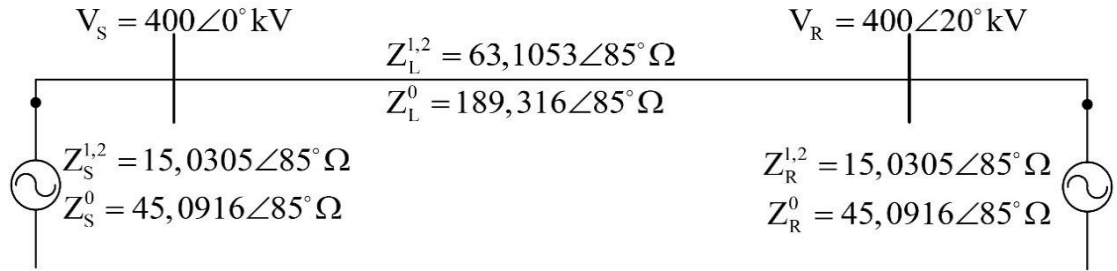 V_S = 400∠0° kV
V_R = 400∠20° kV
Z_L^{1,2} = 63,1053∠85° Ω
Z_L^0 = 189,316∠85° Ω
Z_S^{1,2} = 15,0305∠85° Ω
Z_S^0 = 45,0916∠85° Ω
Z_R^{1,2} = 15,0305∠85° Ω
Z_R^0 = 45,0916∠85° Ω